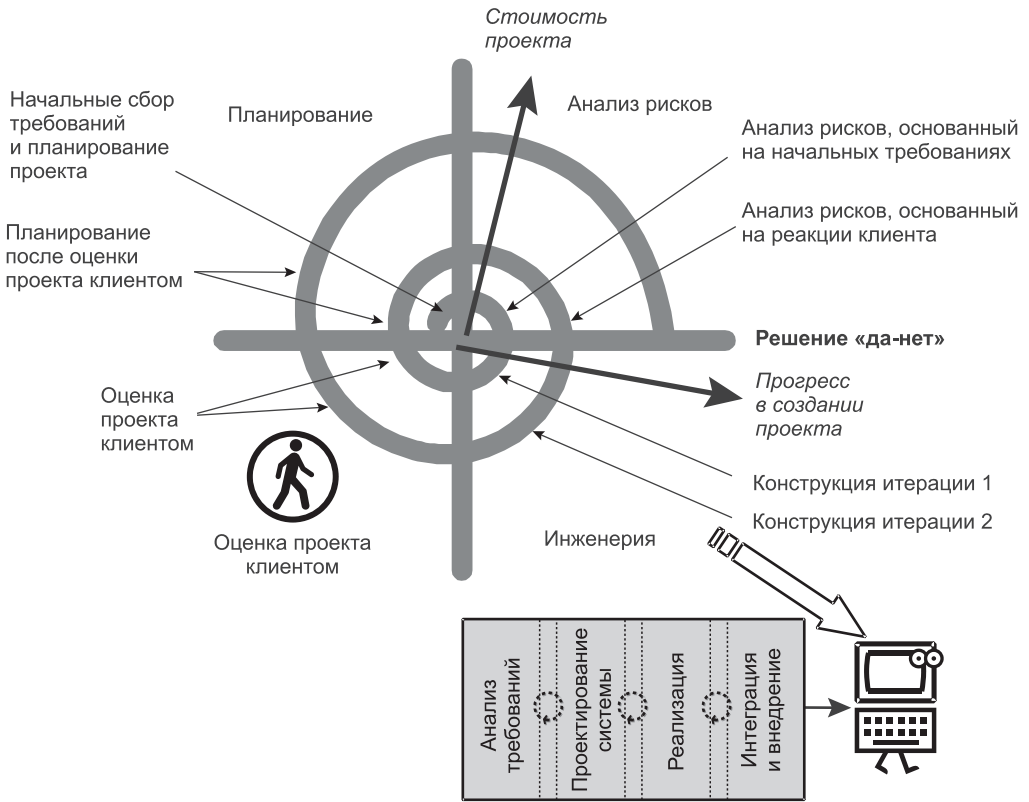 Стоимость
проекта
Начальные сбор
требований
и планирование
проекта
Планирование
Анализ рисков
Анализ рисков, основанный
на начальных требованиях
Планирование
после оценки
проекта клиентом
Анализ рисков, основанный
на реакции клиента
Решение «да-нет»
Прогресс
в создании
проекта
Оценка
проекта
клиентом
Конструкция итерации 1
Конструкция итерации 2
Оценка проекта
клиентом
Инженерия
Анализ
требований
Проектирование
системы
Реализация
Интеграция
и внедрение